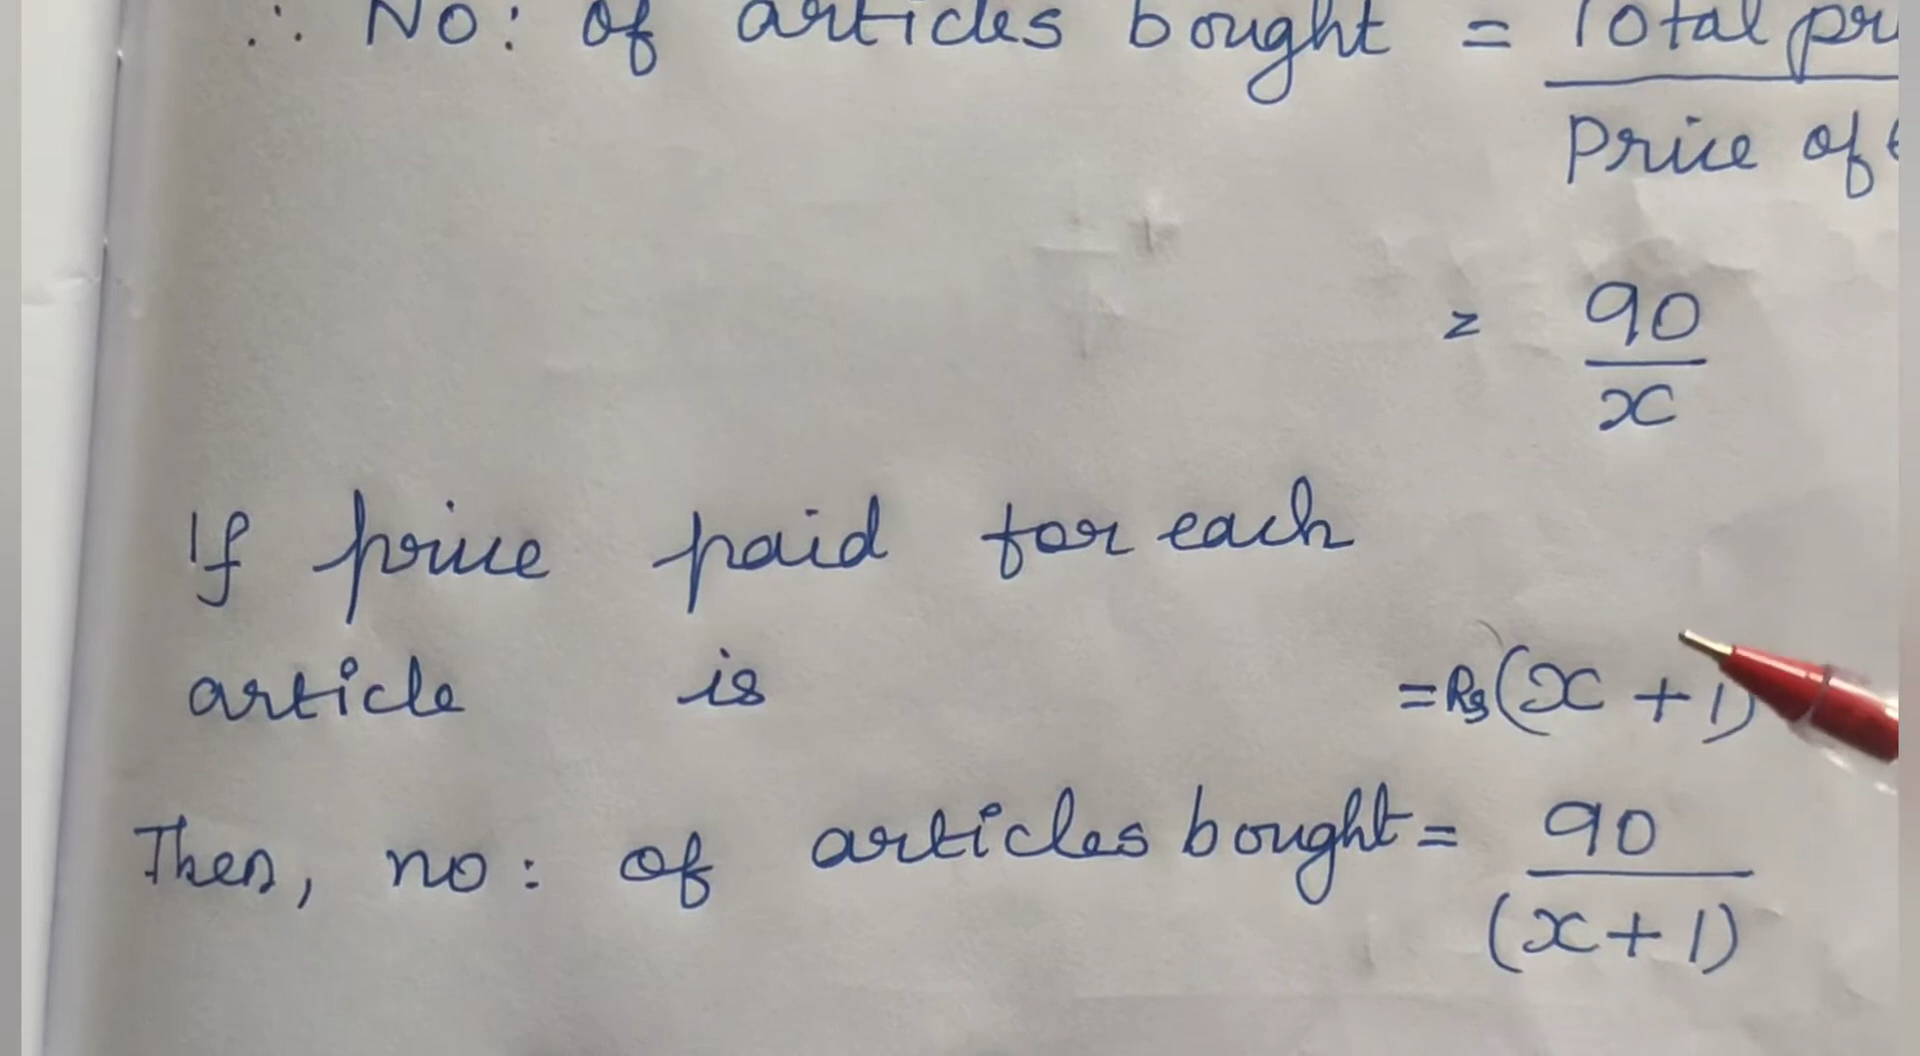 ∴ No: of articles bought = Total
Price of
= 90
x
If price paid for each
article is = Rs (x + 1)
Then, no: of articles bought = 90
(x + 1)